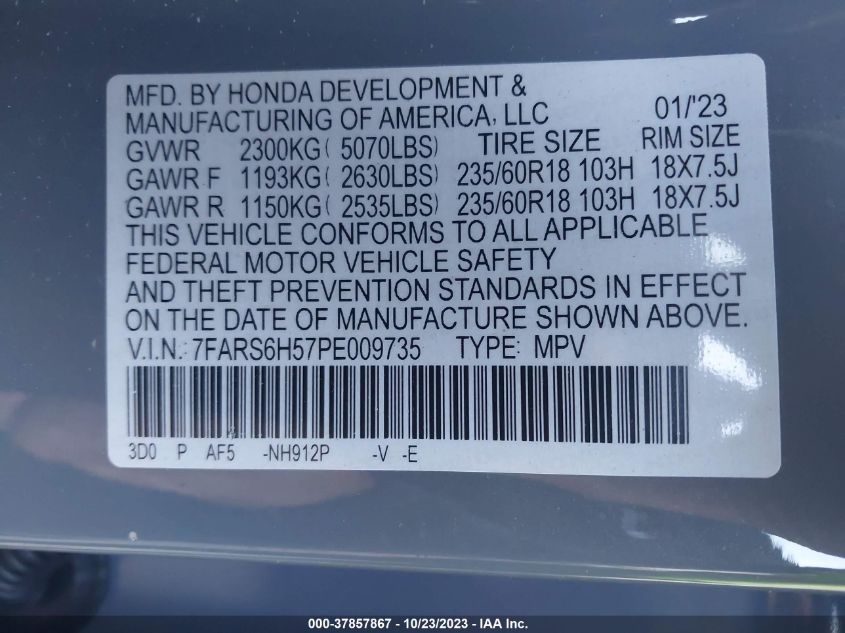 MFD. BY HONDA DEVELOPMENT &
MANUFACTURING OF AMERICA, LLC 01/'23
GVWR 2300KG( 5070LBS) TIRE SIZE RIM SIZE
GAWR F 1193KG( 2630LBS) 235/60R18 103H 18X7.5J
GAWR R 1150KG( 2535LBS) 235/60R18 103H 18X7.5J
THIS VEHICLE CONFORMS TO ALL APPLICABLE
FEDERAL MOTOR VEHICLE SAFETY
AND THEFT PREVENTION STANDARDS IN EFFECT
ON THE DATE OF MANUFACTURE SHOWN ABOVE.
V.I.N.:7FARS6H57PE009735 TYPE: MPV
3D0 P AF5 -NH912P -V -E
000-37857867 - 10/23/2023 - IAA Inc.